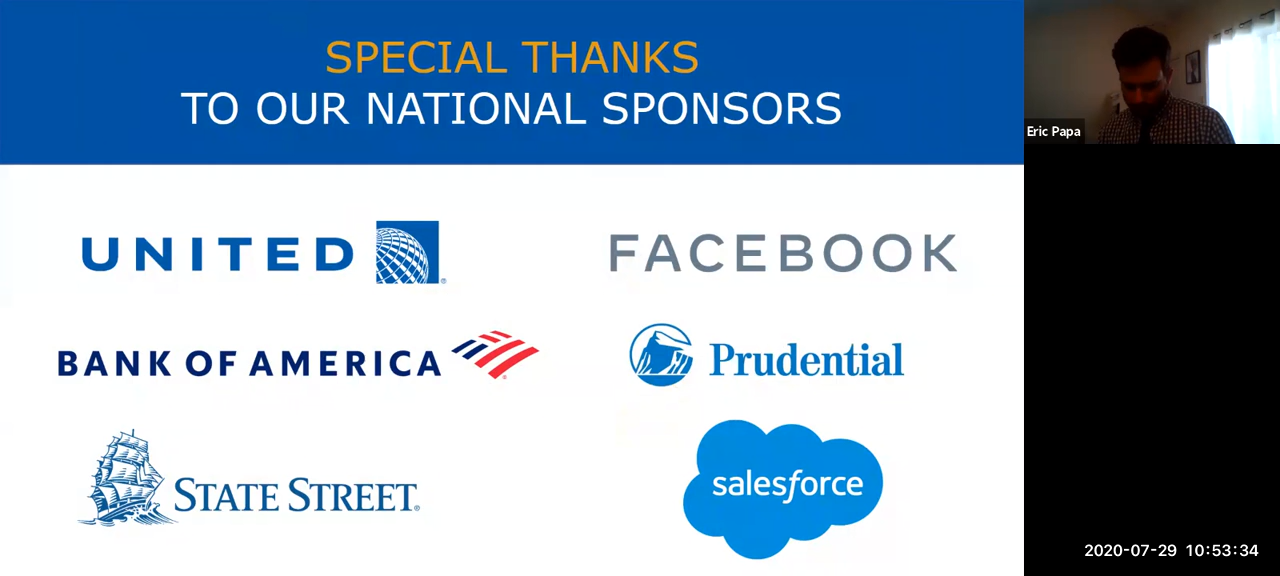 SPECIAL THANKS
TO OUR NATIONAL SPONSORS
Eric Papa
UNITED
FACEBOOK
BANK OF AMERICA
Prudential
STATE STREET
salesforce
2020-07-29 10:53:34